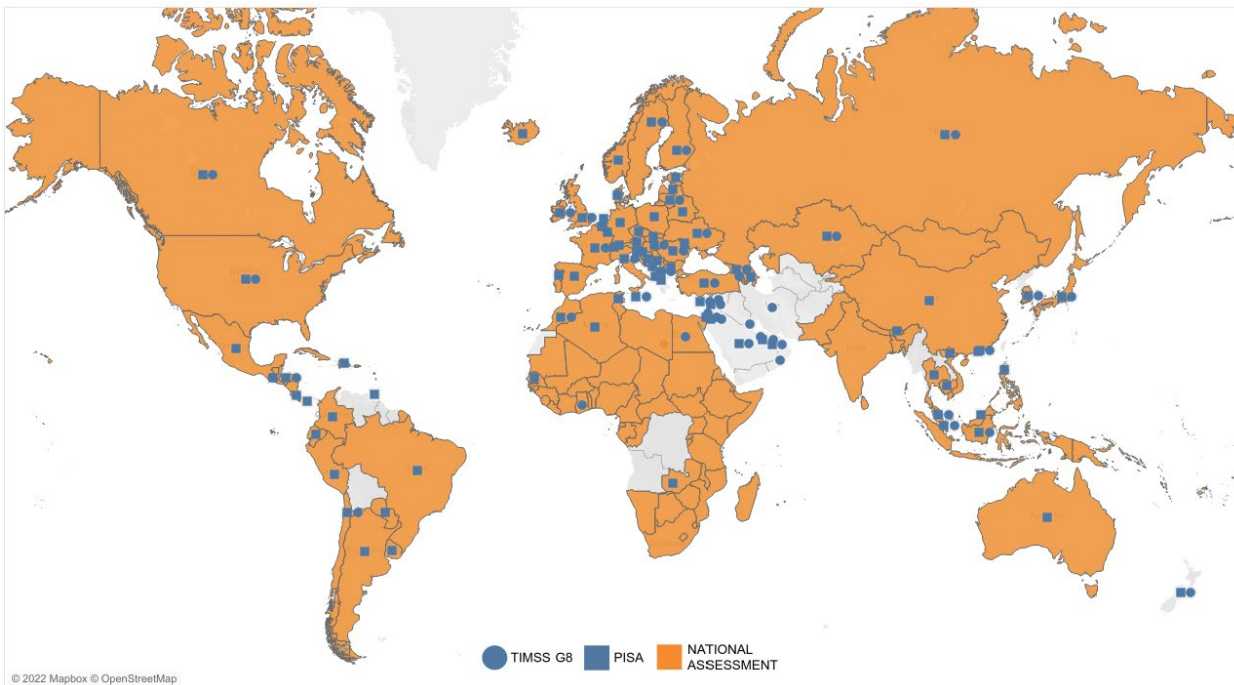 TIMSS G8
PISA
NATIONAL
ASSESSMENT
© 2022 Mapbox © OpenStreetMap